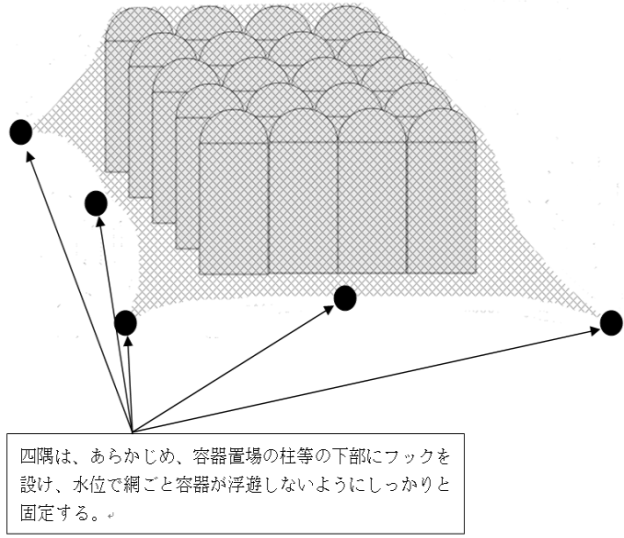 四隅は、あらかじめ、容器置場の柱等の下部にフックを
設け、水位で網ごと容器が浮遊しないようにしっかりと
固定する。